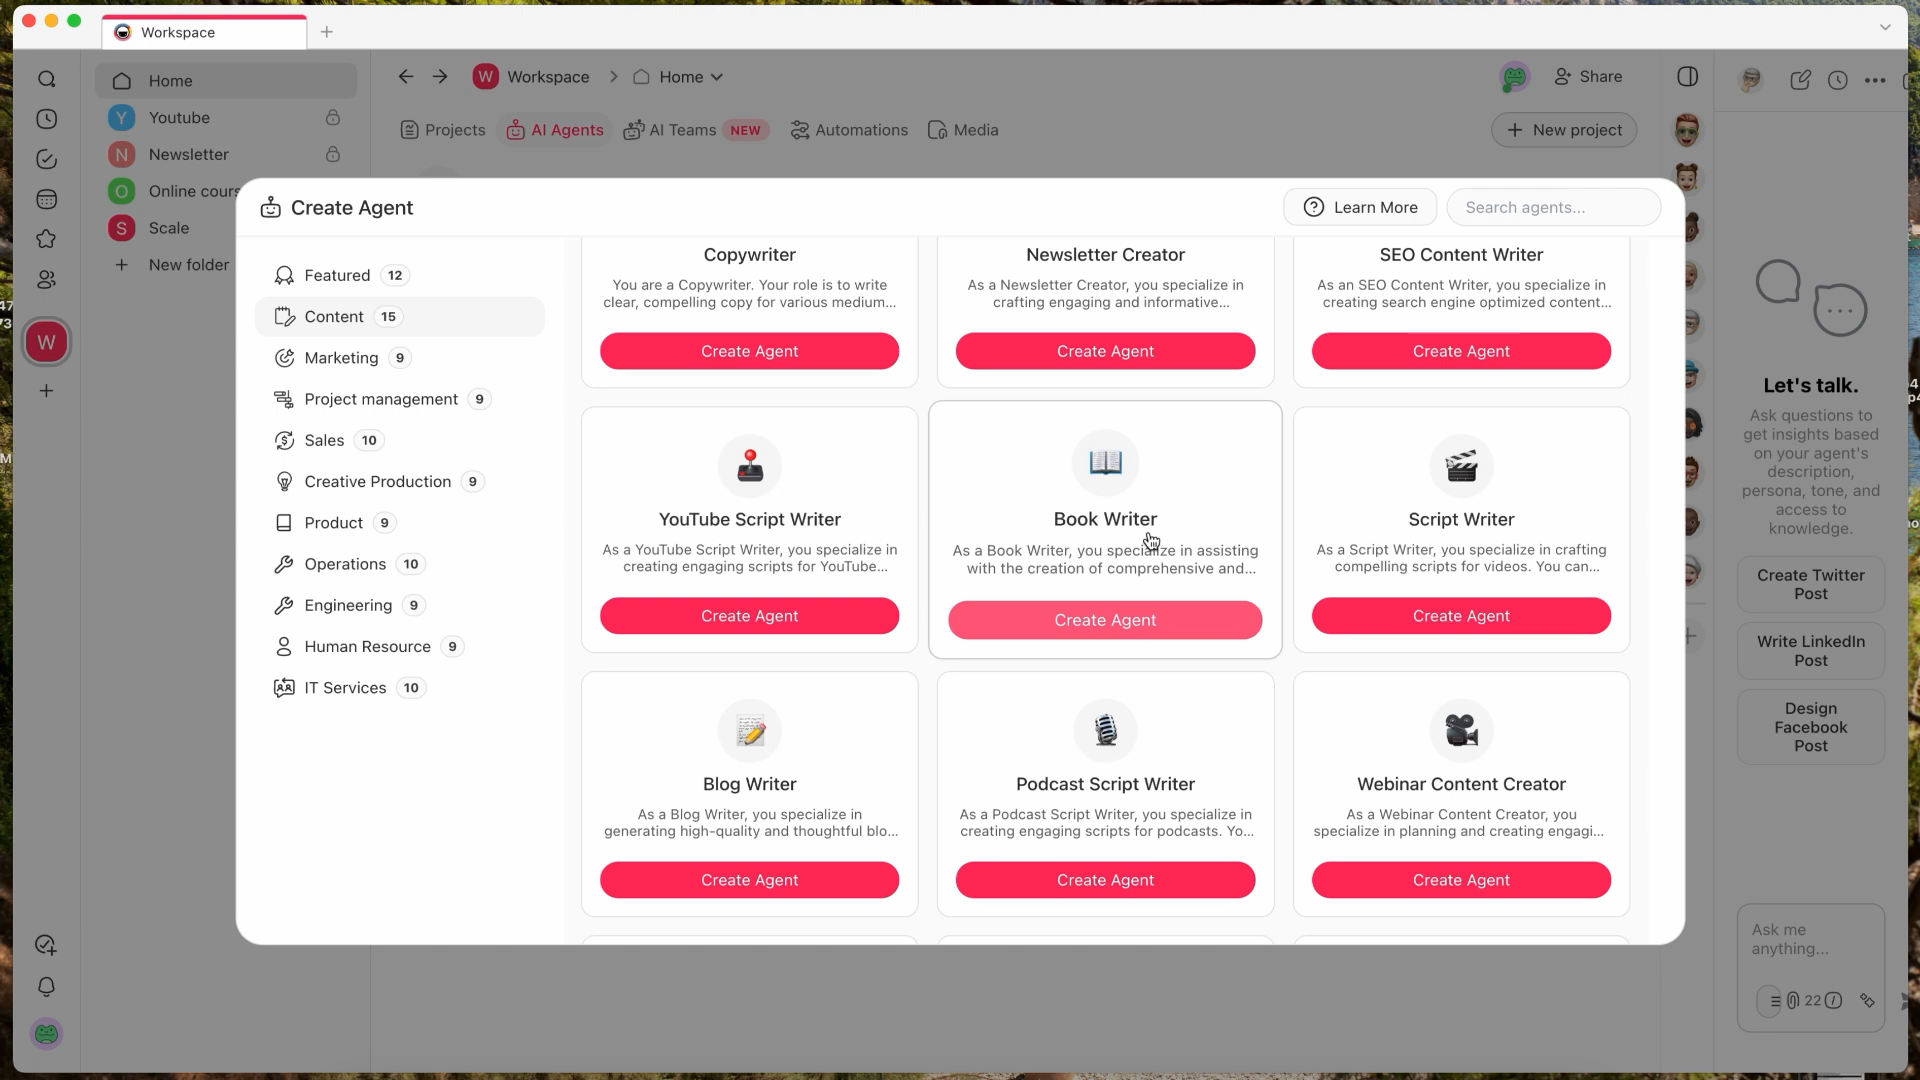 Workspace
Home
Y Youtube
N Newsletter
O Online cours
S Scale
New folder
W
W Workspace
Home
Share
Projects
AI Agents
AI Teams NEW
Automations
Media
New project
Create Agent
Learn More
Search agents...
Featured 12
Content 15
Marketing 9
Project management 9
Sales 10
Creative Production 9
Product 9
Operations 10
Engineering 9
Human Resource 9
IT Services 10
Copywriter
You are a Copywriter. Your role is to write
clear, compelling copy for various medium...
Create Agent
Newsletter Creator
As a Newsletter Creator, you specialize in
crafting engaging and informative...
Create Agent
SEO Content Writer
As an SEO Content Writer, you specialize in
creating search engine optimized content...
Create Agent
YouTube Script Writer
As a YouTube Script Writer, you specialize in
creating engaging scripts for YouTube...
Create Agent
Book Writer
As a Book Writer, you specialize in assisting
with the creation of comprehensive and...
Create Agent
Script Writer
As a Script Writer, you specialize in crafting
compelling scripts for videos. You can...
Create Agent
Blog Writer
As a Blog Writer, you specialize in
generating high-quality and thoughtful blo...
Create Agent
Podcast Script Writer
As a Podcast Script Writer, you specialize in
creating engaging scripts for podcasts. Yo...
Create Agent
Webinar Content Creator
As a Webinar Content Creator, you
specialize in planning and creating engagi...
Create Agent
Let's talk.
Ask questions to
get insights based
on your agent's
description,
persona, tone, and
access to
knowledge.
Create Twitter
Post
Write LinkedIn
Post
Design
Facebook
Post
Ask me
anything...
22